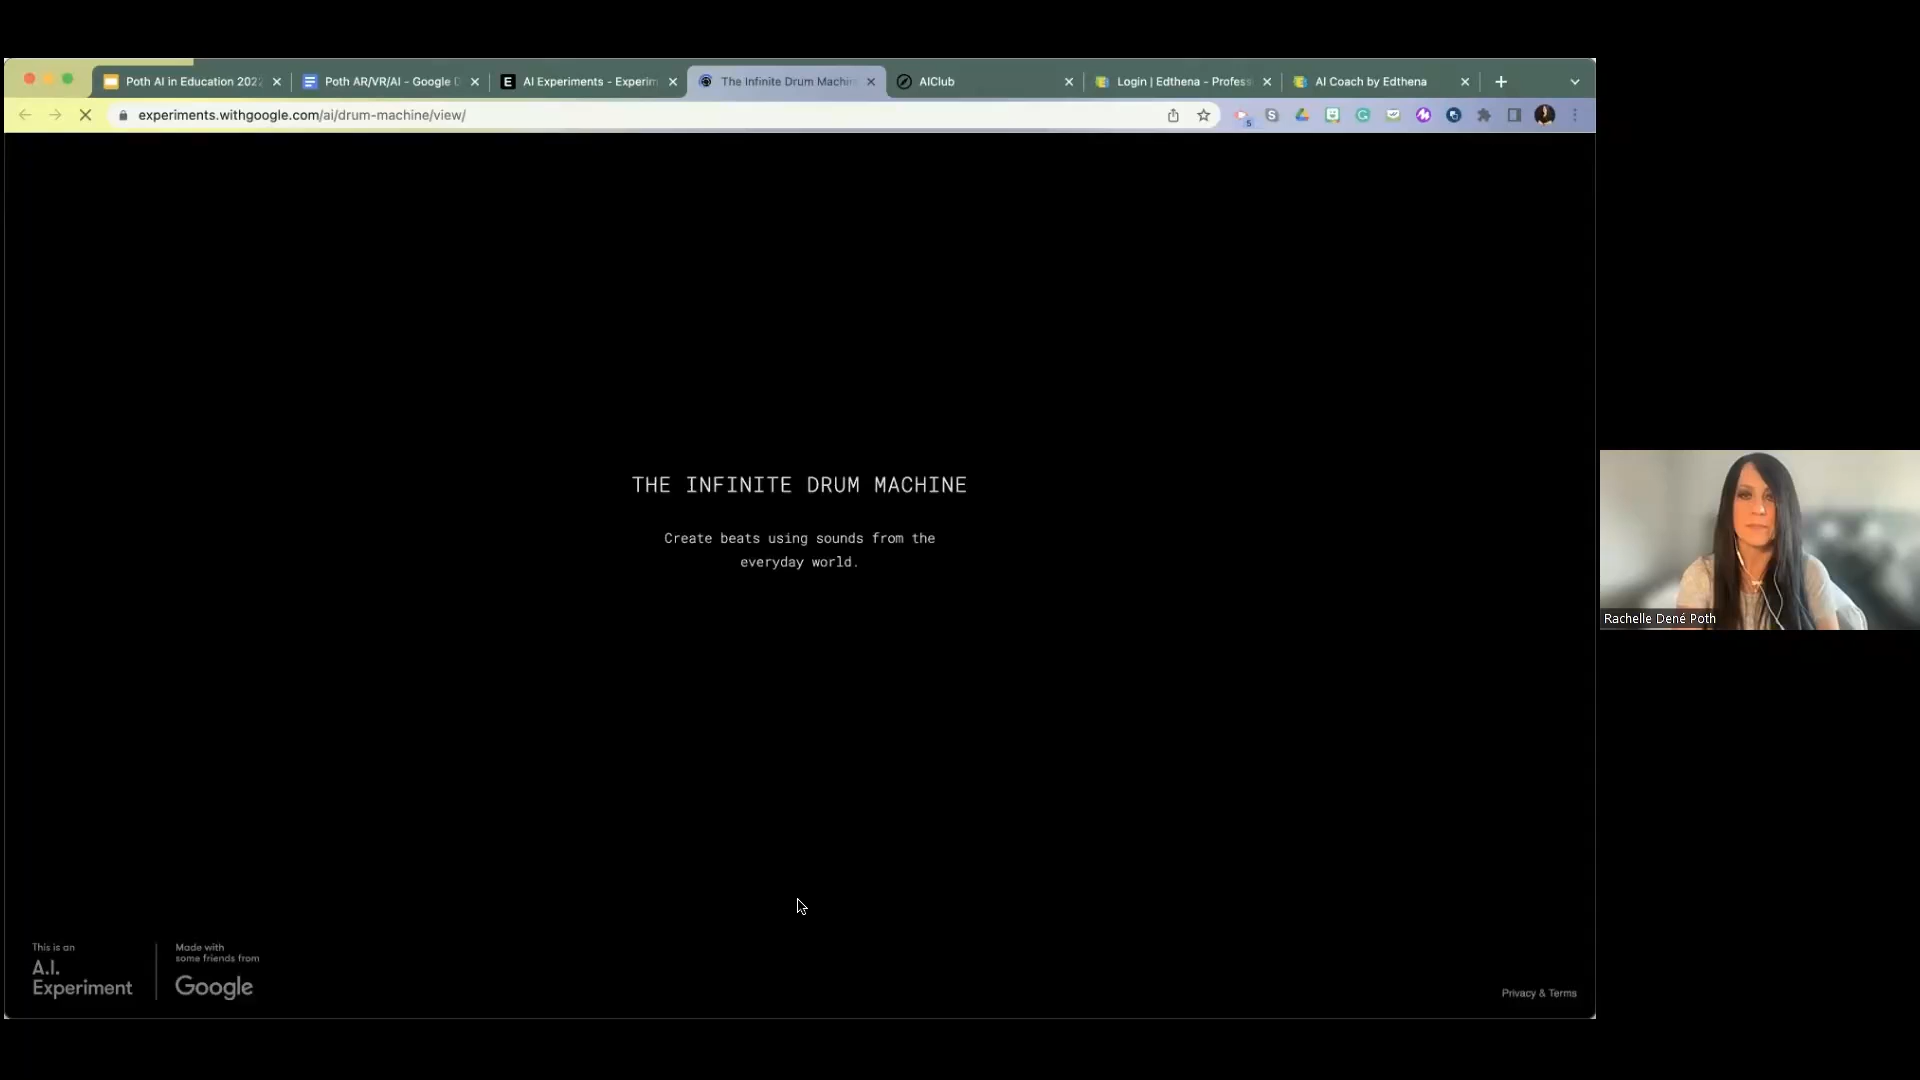 Poth AI in Education 2022
Poth AR/VR/AI - Google D
AI Experiments - Experim
The Infinite Drum Machin
AIClub
Login | Edthena - Profess
AI Coach by Edthena
experiments.withgoogle.com/ai/drum-machine/view/
5
THE INFINITE DRUM MACHINE
Create beats using sounds from the
everyday world.
Rachelle Dené Poth
This is an
A.I.
Experiment
Made with
some friends from
Google
Privacy & Terms